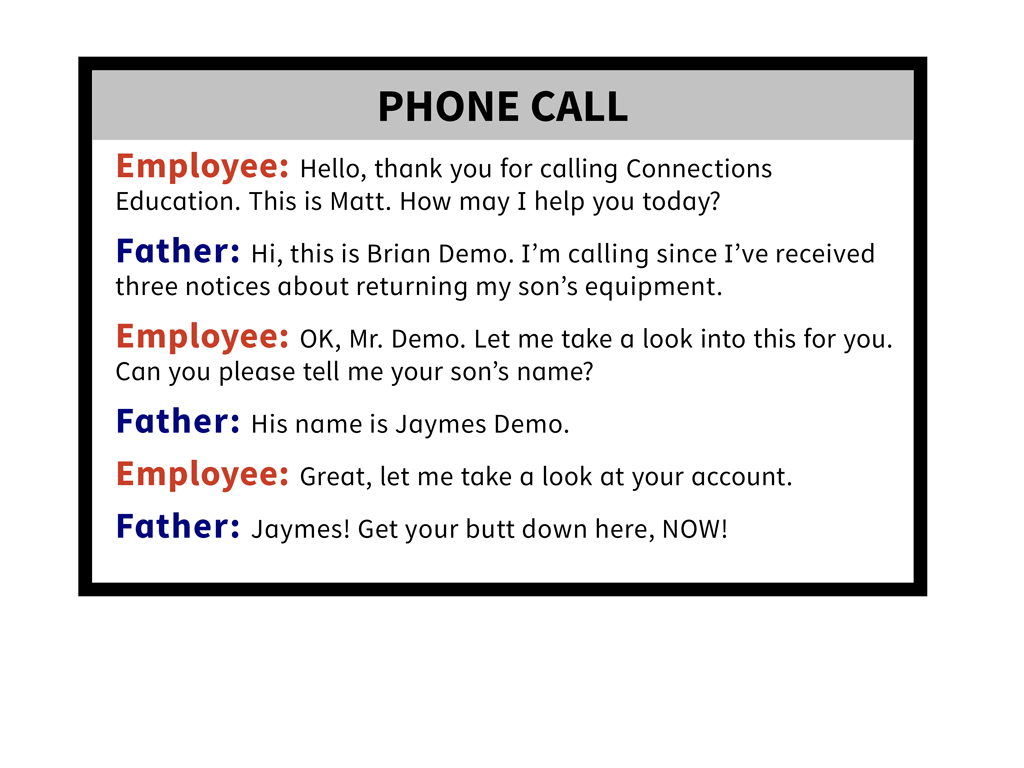 PHONE CALL
Employee: Hello, thank you for calling Connections
Education. This is Matt. How may I help you today?
Father: Hi, this is Brian Demo. I’m calling since I’ve received
three notices about returning my son’s equipment.
Employee: OK, Mr. Demo. Let me take a look into this for you.
Can you please tell me your son’s name?
Father: His name is Jaymes Demo.
Employee: Great, let me take a look at your account.
Father: Jaymes! Get your butt down here, NOW!